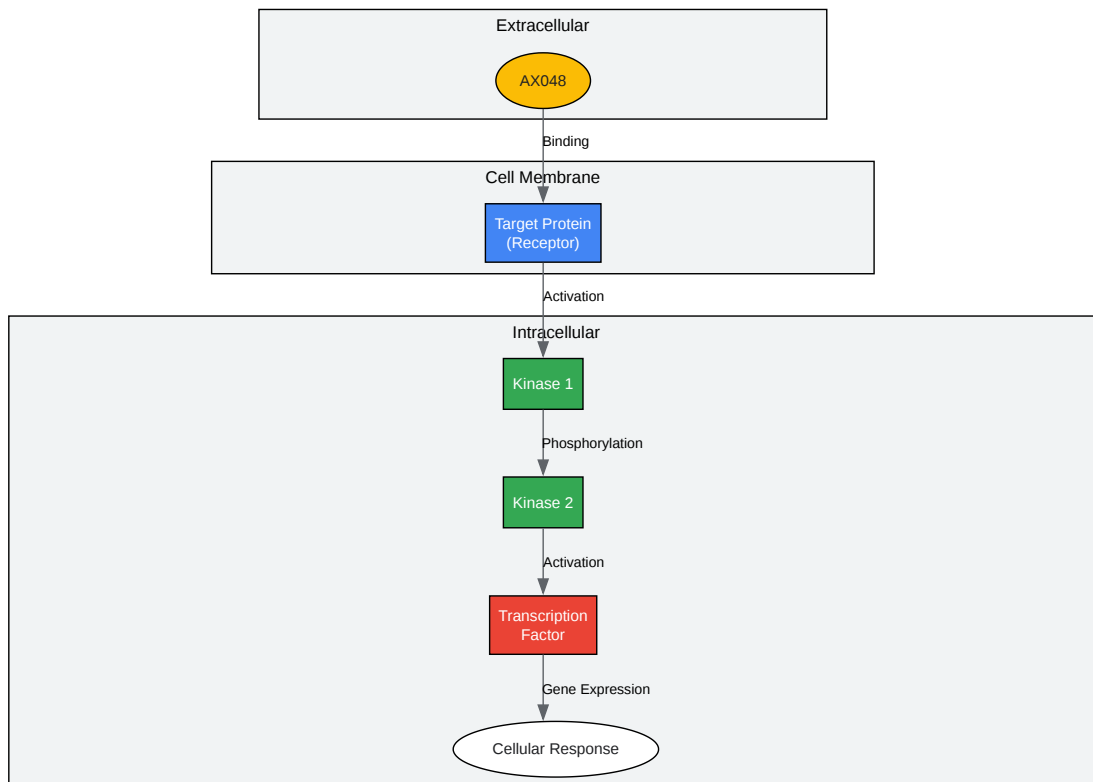 Extracellular
AX048
Binding
Cell Membrane
Target Protein
(Receptor)
Activation
Intracellular
Kinase 1
Phosphorylation
Kinase 2
Activation
Transcription
Factor
Gene Expression
Cellular Response